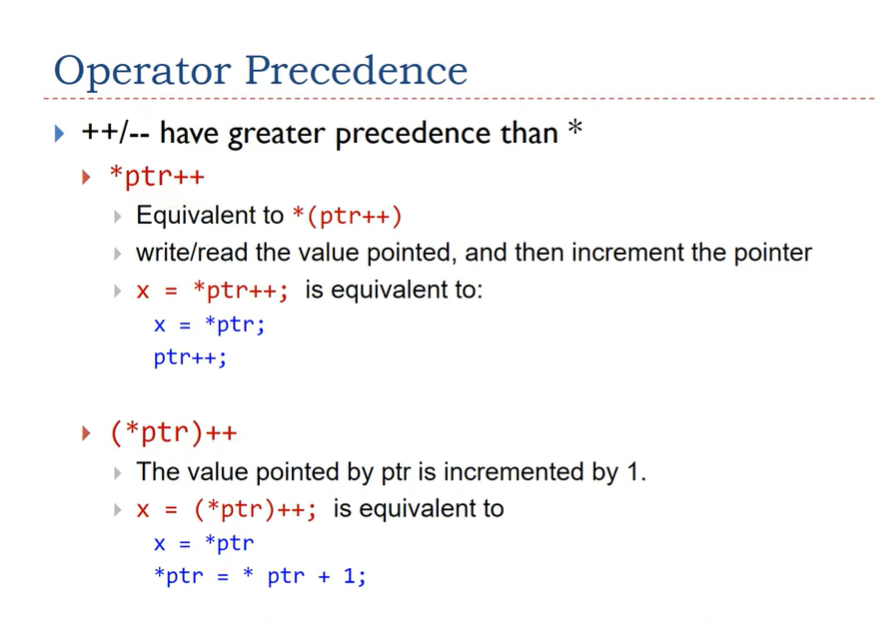 Operator Precedence
++/-- have greater precedence than *
*ptr++
Equivalent to *(ptr++)
write/read the value pointed, and then increment the pointer
x = *ptr++; is equivalent to:
x = *ptr;
ptr++;
(*ptr)++
The value pointed by ptr is incremented by 1.
x = (*ptr)++; is equivalent to
x = *ptr
*ptr = * ptr + 1;